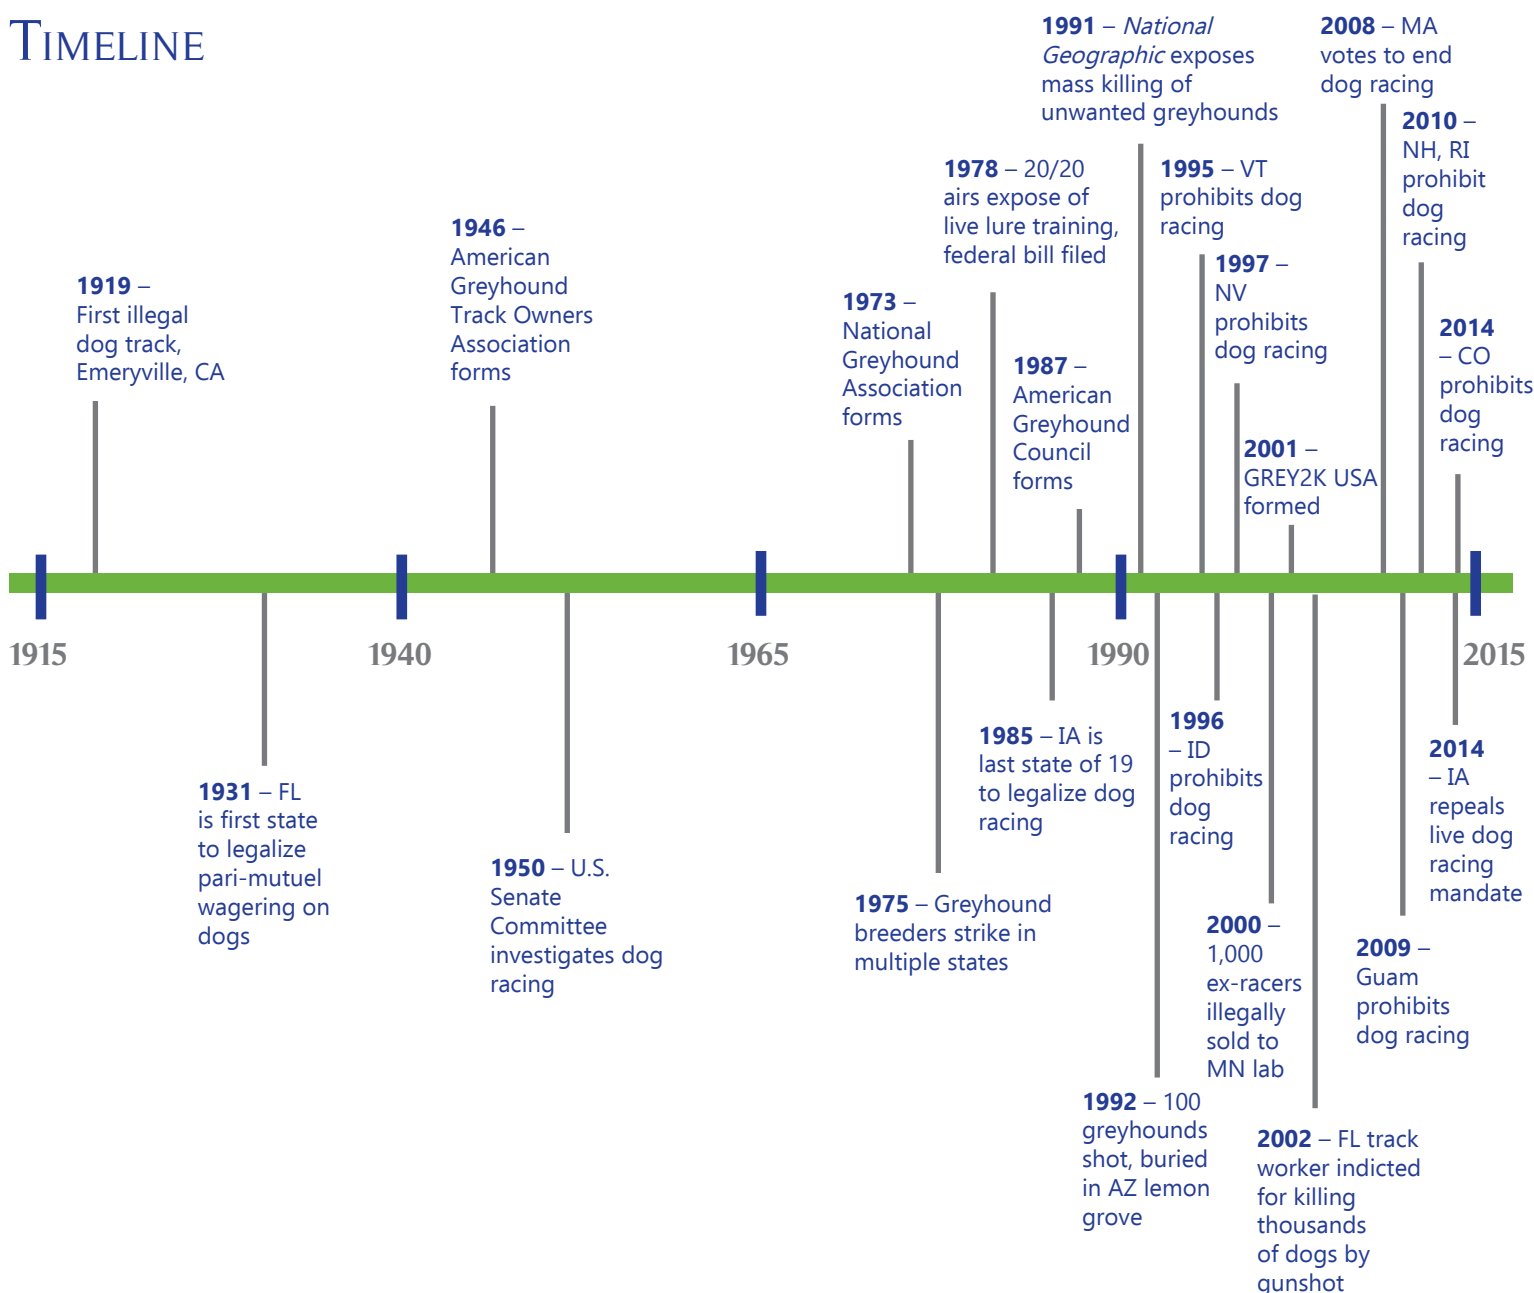 TIMELINE
1991 – National
Geographic exposes
mass killing of
unwanted greyhounds
2008 – MA
votes to end
dog racing
2010 –
NH, RI
prohibit
dog
racing
1978 – 20/20
airs expose of
live lure training,
federal bill filed
1995 – VT
prohibits dog
racing
1946 –
American
Greyhound
Track Owners
Association
forms
1997 –
NV
prohibits
dog racing
1919 –
First illegal
dog track,
Emeryville, CA
1973 –
National
Greyhound
Association
forms
2014
– CO
prohibits
dog
racing
1987 –
American
Greyhound
Council
forms
2001 –
GREY2K USA
formed
1915
1940
1965
1990
2015
1996
– ID
prohibits
dog
racing
1985 – IA is
last state of 19
to legalize dog
racing
2014
– IA
repeals
live dog
racing
mandate
1931 – FL
is first state
to legalize
pari-mutuel
wagering on
dogs
1950 – U.S.
Senate
Committee
investigates dog
racing
1975 – Greyhound
breeders strike in
multiple states
2000 –
1,000
ex-racers
illegally
sold to
MN lab
2009 –
Guam
prohibits
dog racing
1992 – 100
greyhounds
shot, buried
in AZ lemon
grove
2002 – FL track
worker indicted
for killing
thousands
of dogs by
gunshot